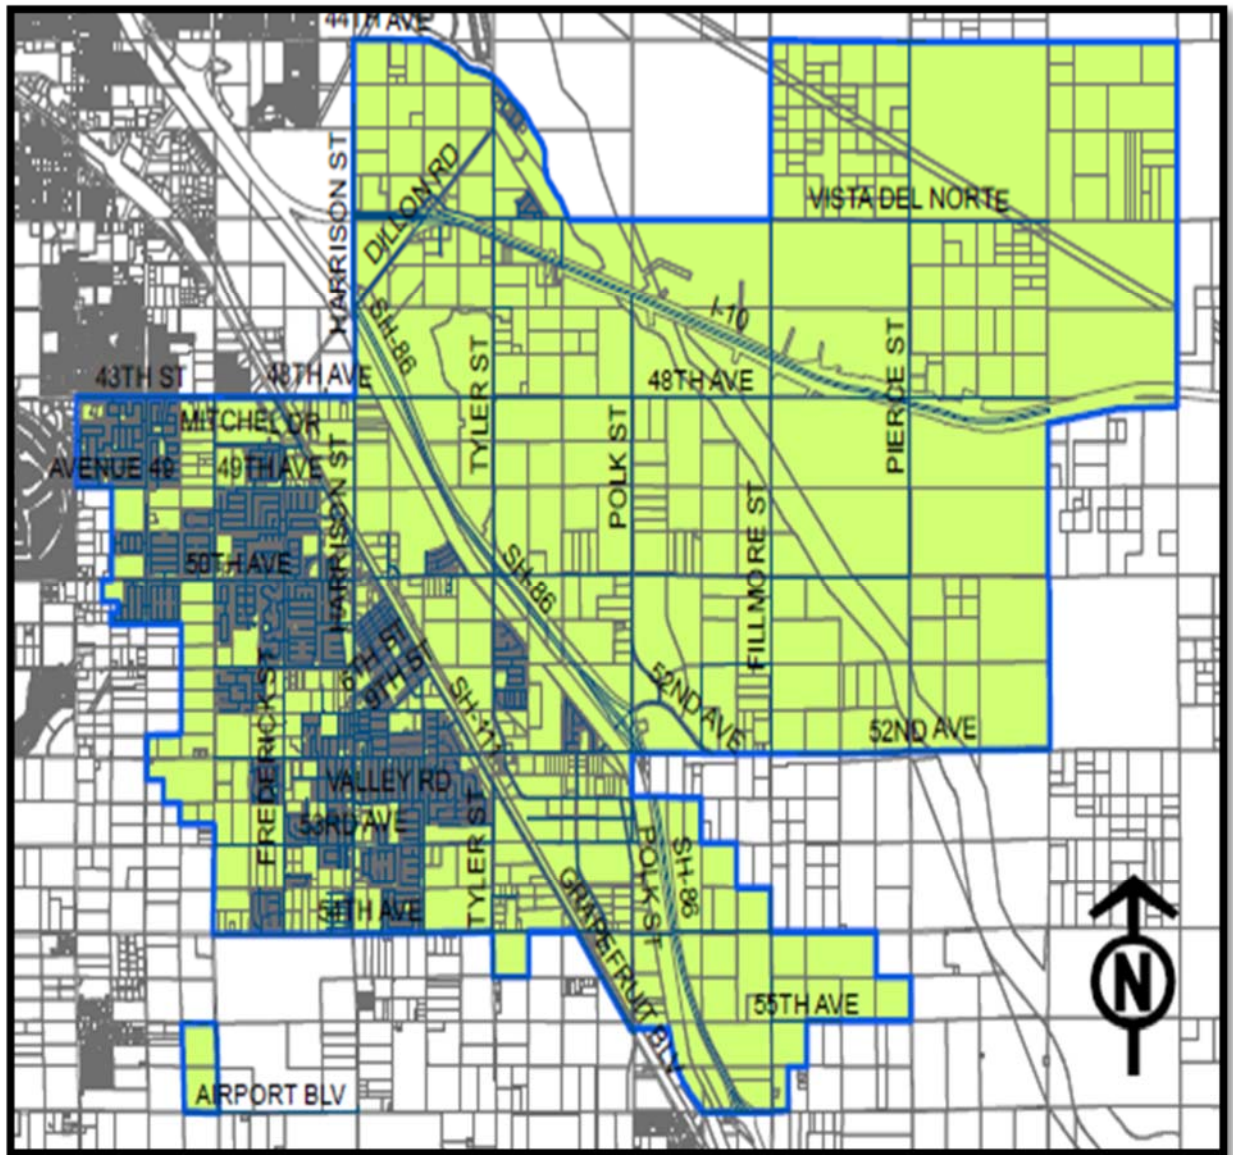 44TH AVE
HARRISON ST
DILLON RD
VISTA DEL NORTE
SH-86
I-10
TYLER ST
PIERCE ST
43TH ST
48TH AVE
48TH AVE
MITCHEL DR
AVENUE 49
49TH AVE
HARRISON ST
POLK ST
FILLMORE ST
50TH AVE
SH-86
6TH ST
9TH ST
FREDERICK ST
SH-111
52ND AVE
52ND AVE
VALLEY RD
53RD AVE
TYLER ST
POLK ST
SH-86
54TH AVE
GRAPEFRUIT BLV
55TH AVE
AIRPORT BLV
N